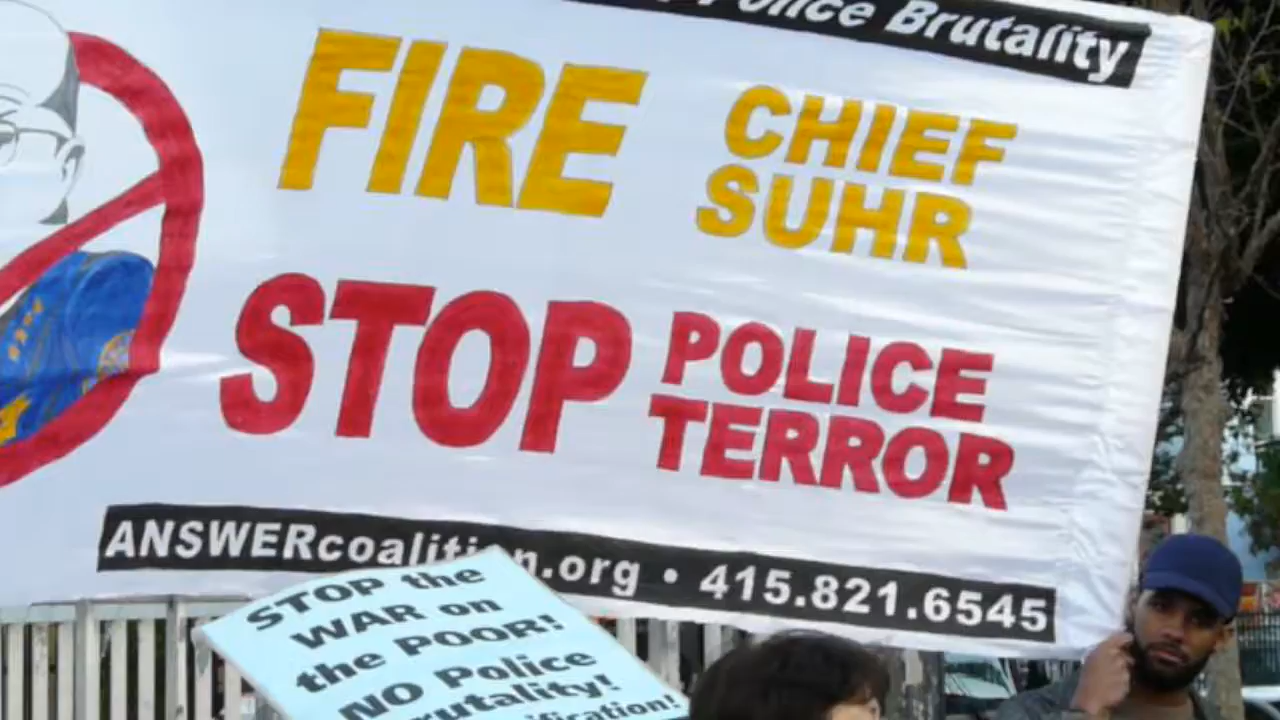 Police Brutality
FIRE CHIEF
SUHR
STOP POLICE
TERROR
ANSWERcoalition.org • 415.821.6545
STOP the
WAR on
the POOR!
NO Police